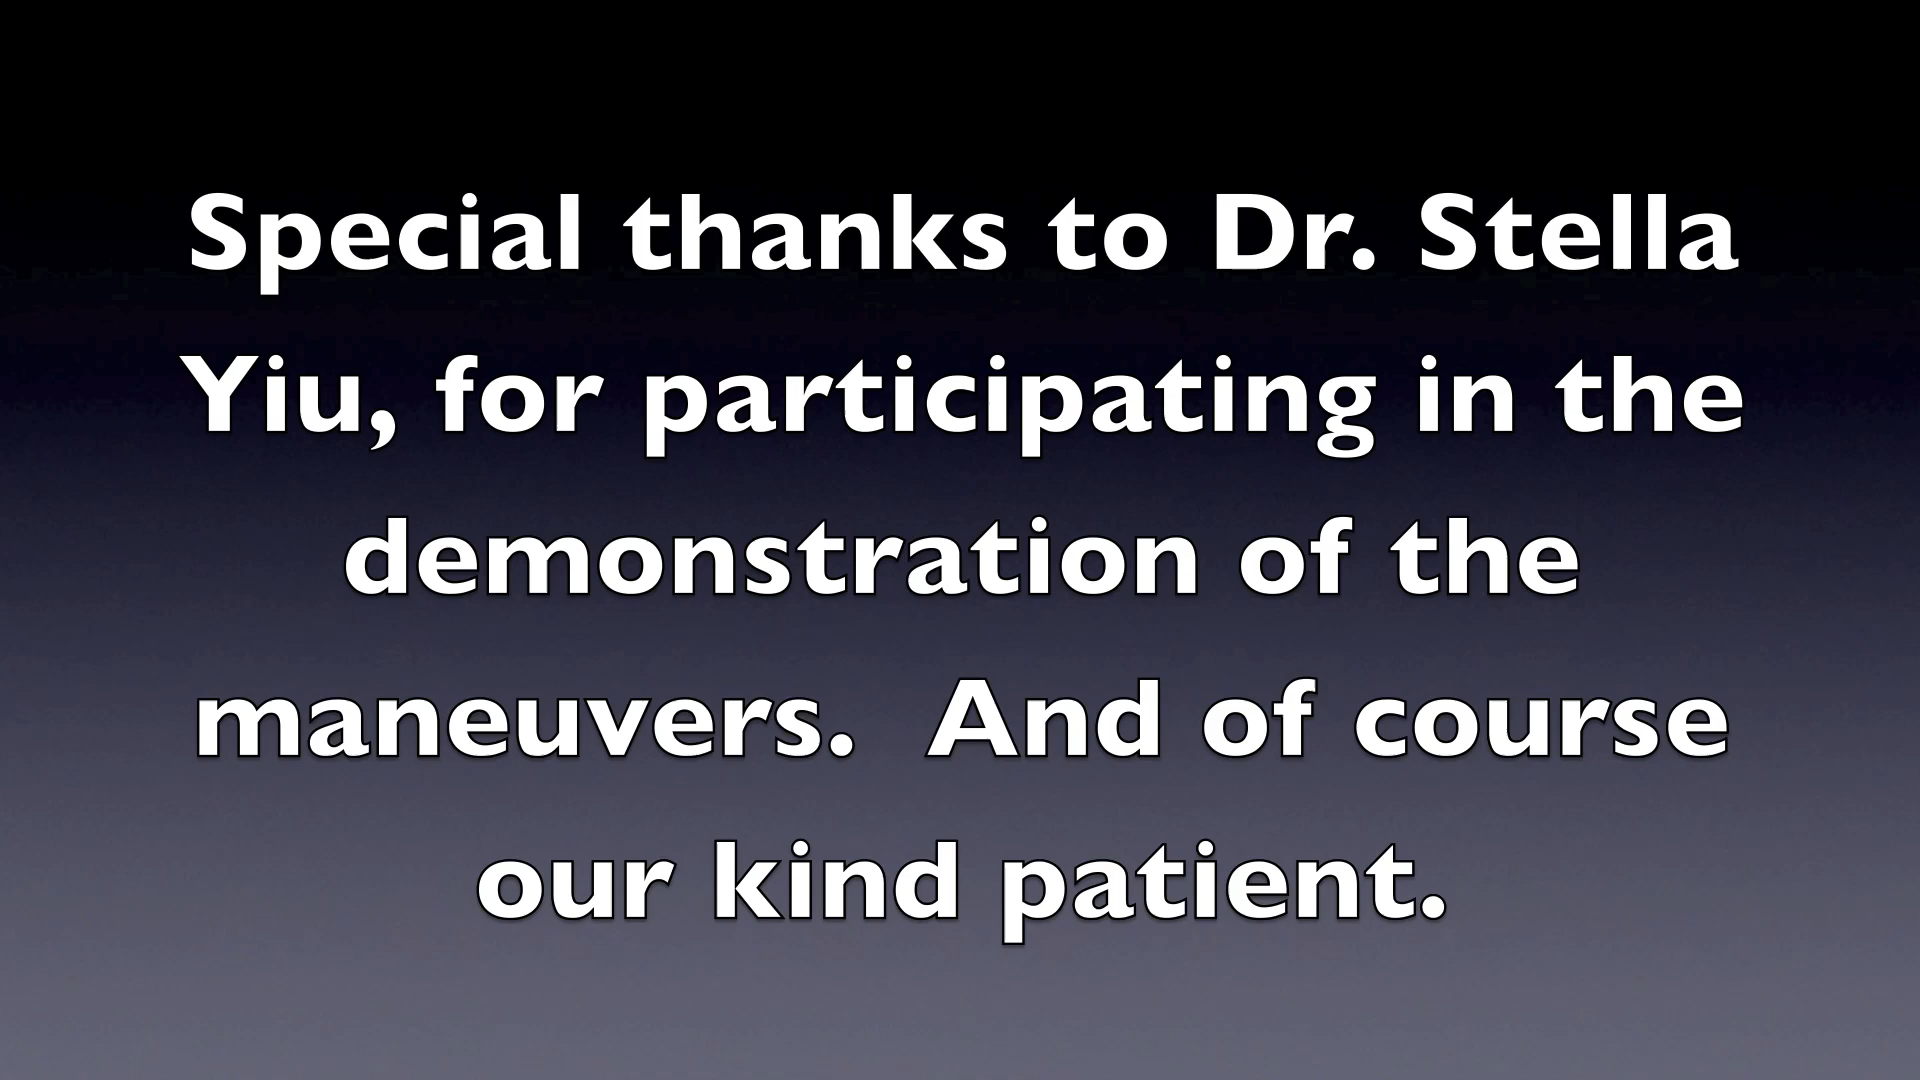 Special thanks to Dr. Stella
Yiu, for participating in the
demonstration of the
maneuvers.  And of course
our kind patient.